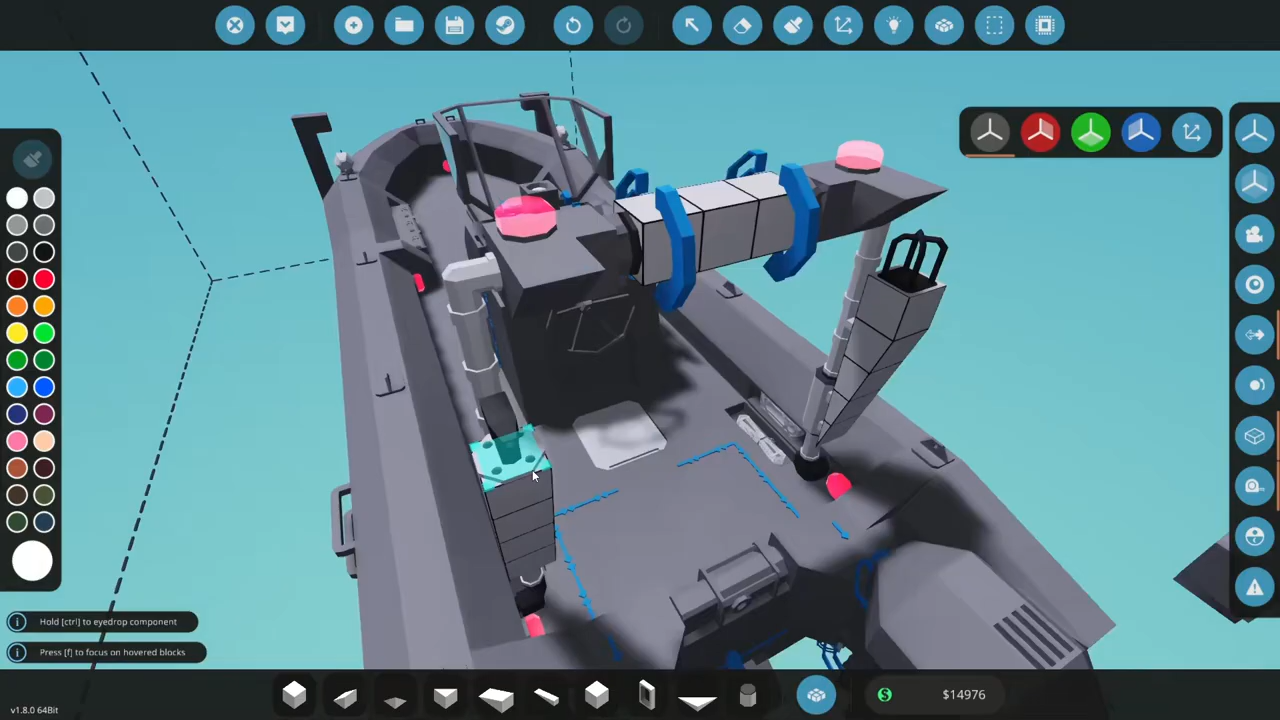 Hold [ctrl] to eyedrop component
Press [f] to focus on hovered blocks
$14976
v1.8.0 64Bit